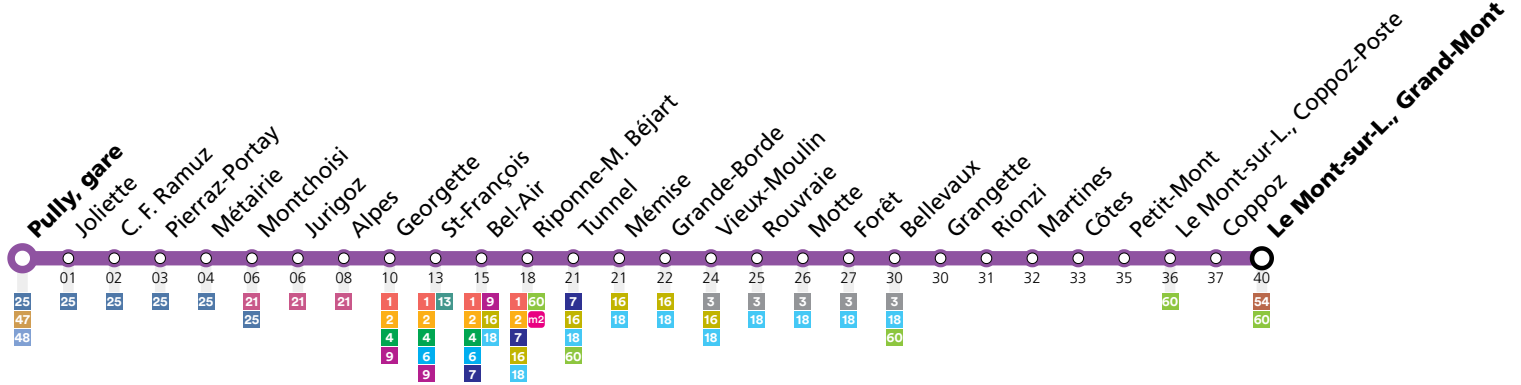 Pully, gare
Joliette
C. F. Ramuz
Pierraz-Portay
Métairie
Montchoisi
Jurigoz
Alpes
Georgette
St-François
Bel-Air
Riponne-M. Béjart
Tunnel
Mémise
Grande-Borde
Vieux-Moulin
Rouvraie
Motte
Forêt
Bellevaux
Grangette
Rionzi
Martines
Côtes
Petit-Mont
Le Mont-sur-L., Coppoz-Poste
Coppoz
Le Mont-sur-L., Grand-Mont
01 02 03 04 06 06 08 10 13 15 18 21 21 22 24 25 26 27 30 30 31 32 33 35 36 37 40
25 25 25 25 25 21 21 21 1 1 13 1 9 1 60 7 16 16 3 3 3 3 3 60 54
47 25 2 2 2 16 2 m2 16 18 18 16 18 18 18 18 60
48 4 4 4 18 7 18 18 60
9 6 6 16 60
9 7 18